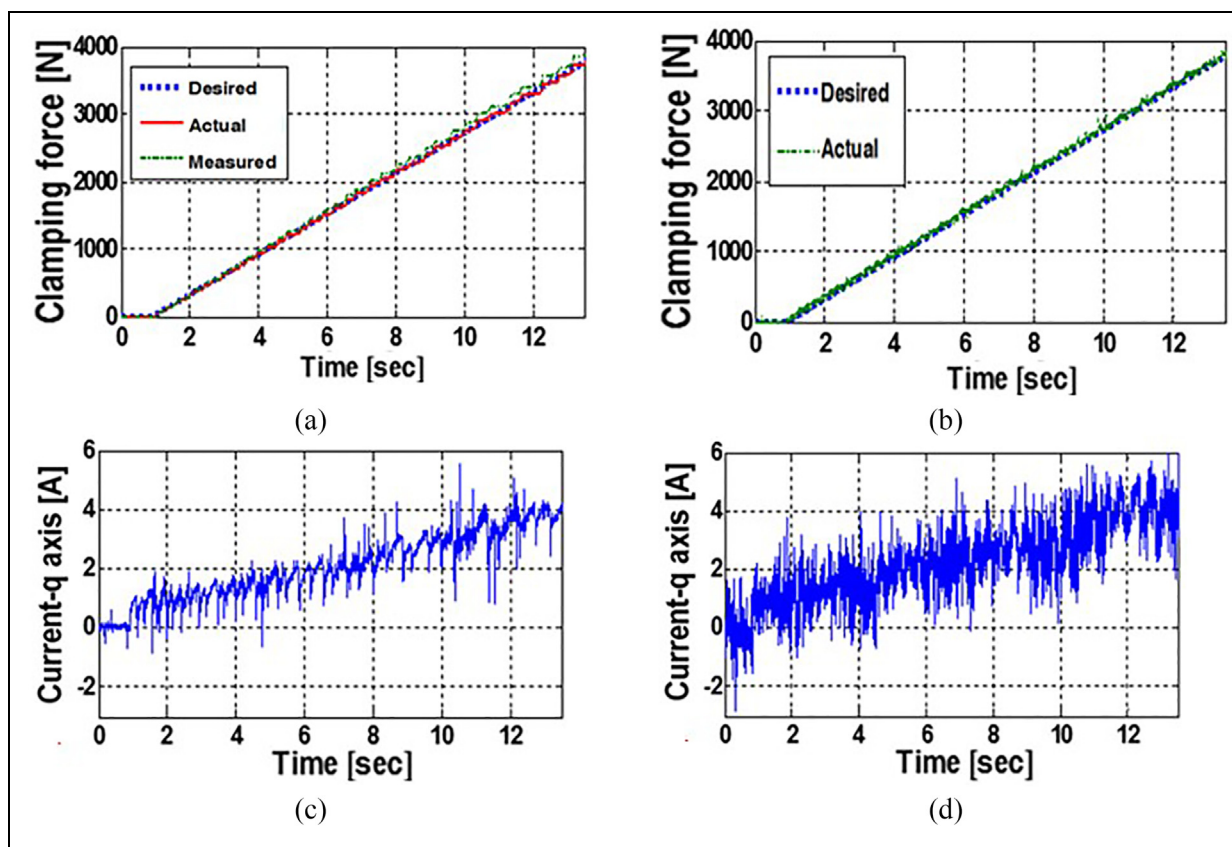 Clamping force [N]
4000
3000
2000
1000
0
Desired
Actual
Measured
0 2 4 6 8 10 12
Time [sec]
(a)
Clamping force [N]
4000
3000
2000
1000
0
Desired
Actual
0 2 4 6 8 10 12
Time [sec]
(b)
Current-q axis [A]
6
4
2
0
-2
0 2 4 6 8 10 12
Time [sec]
(c)
Current-q axis [A]
6
4
2
0
-2
0 2 4 6 8 10 12
Time [sec]
(d)